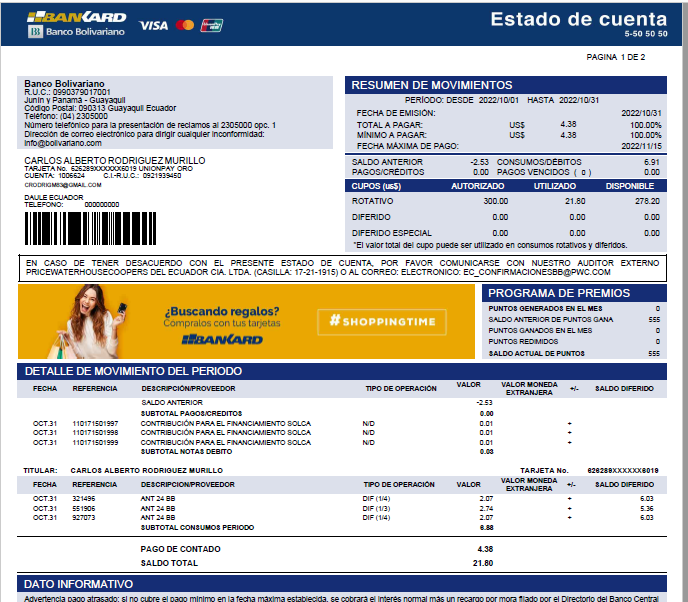 BANKARD
Banco Bolivariano
VISA
UnionPay
Estado de cuenta
5-50 50 50
PAGINA 1 DE 2
Banco Bolivariano
R.U.C.: 0990379017001
Junín y Panamá - Guayaquil
Código Postal: 090313 Guayaquil Ecuador
Teléfono: (04) 2305000
Número telefónico para la presentación de reclamos al 2305000 opc. 1
Dirección de correo electrónico para dirigir cualquier inconformidad:
info@bolivariano.com
CARLOS ALBERTO RODRIGUEZ MURILLO
TARJETA No. 626289XXXXXX6019 UNIONPAY ORO
CUENTA: 1006624 C.I.-R.U.C.: 0921939450
CRODRIGM83@GMAIL.COM
DAULE ECUADOR
TELEFONO: 000000000
RESUMEN DE MOVIMIENTOS
PERÍODO: DESDE 2022/10/01 HASTA 2022/10/31
FECHA DE EMISIÓN: 2022/10/31
TOTAL A PAGAR: US$ 4.38 100.00%
MÍNIMO A PAGAR: US$ 4.38 100.00%
FECHA MÁXIMA DE PAGO: 2022/11/15
SALDO ANTERIOR -2.53 CONSUMOS/DÉBITOS 6.91
PAGOS/CRÉDITOS 0.00 PAGOS VENCIDOS ( 0 ) 0.00
CUPOS (us$) AUTORIZADO UTILIZADO DISPONIBLE
ROTATIVO 300.00 21.80 278.20
DIFERIDO 0.00 0.00 0.00
DIFERIDO ESPECIAL 0.00 0.00 0.00
*El valor total del cupo puede ser utilizado en consumos rotativos y diferidos.
EN CASO DE TENER DESACUERDO CON EL PRESENTE ESTADO DE CUENTA, POR FAVOR COMUNICARSE CON NUESTRO AUDITOR EXTERNO
PRICEWATERHOUSECOOPERS DEL ECUADOR CIA. LTDA. (CASILLA: 17-21-1915) O AL CORREO: ELECTRONICO: EC_CONFIRMACIONESBB@PWC.COM
¿Buscando regalos?
Cómpralos con tus tarjetas
BANKARD
#SHOPPINGTIME
PROGRAMA DE PREMIOS
PUNTOS GENERADOS EN EL MES 0
SALDO ANTERIOR DE PUNTOS GANA 555
PUNTOS GANADOS EN EL MES 0
PUNTOS REDIMIDOS 0
SALDO ACTUAL DE PUNTOS 555
DETALLE DE MOVIMIENTO DEL PERIODO
FECHA REFERENCIA DESCRIPCIÓN/PROVEEDOR TIPO DE OPERACIÓN VALOR VALOR MONEDA EXTRANJERA +/- SALDO DIFERIDO
SALDO ANTERIOR -2.53
SUBTOTAL PAGOS/CREDITOS 0.00
OCT.31 110171501997 CONTRIBUCIÓN PARA EL FINANCIAMIENTO SOLCA N/D 0.01 +
OCT.31 110171501998 CONTRIBUCIÓN PARA EL FINANCIAMIENTO SOLCA N/D 0.01 +
OCT.31 110171501999 CONTRIBUCIÓN PARA EL FINANCIAMIENTO SOLCA N/D 0.01 +
SUBTOTAL NOTAS DEBITO 0.03
TITULAR: CARLOS ALBERTO RODRIGUEZ MURILLO TARJETA No. 626289XXXXXX6019
FECHA REFERENCIA DESCRIPCION/PROVEEDOR TIPO DE OPERACIÓN VALOR VALOR MONEDA EXTRANJERA +/- SALDO DIFERIDO
OCT.31 321496 ANT 24 BB DIF (1/4) 2.07 + 6.03
OCT.31 551906 ANT 24 BB DIF (1/3) 2.74 + 5.36
OCT.31 927073 ANT 24 BB DIF (1/4) 2.07 + 6.03
SUBTOTAL CONSUMOS PERIODO 6.88
PAGO DE CONTADO 4.38
SALDO TOTAL 21.80
DATO INFORMATIVO
Advertencia pago atrasado: si no cubre el pago mínimo en la fecha máxima establecida, se cobrará el interés normal más un recargo por mora fijado por el Directorio del Banco Central